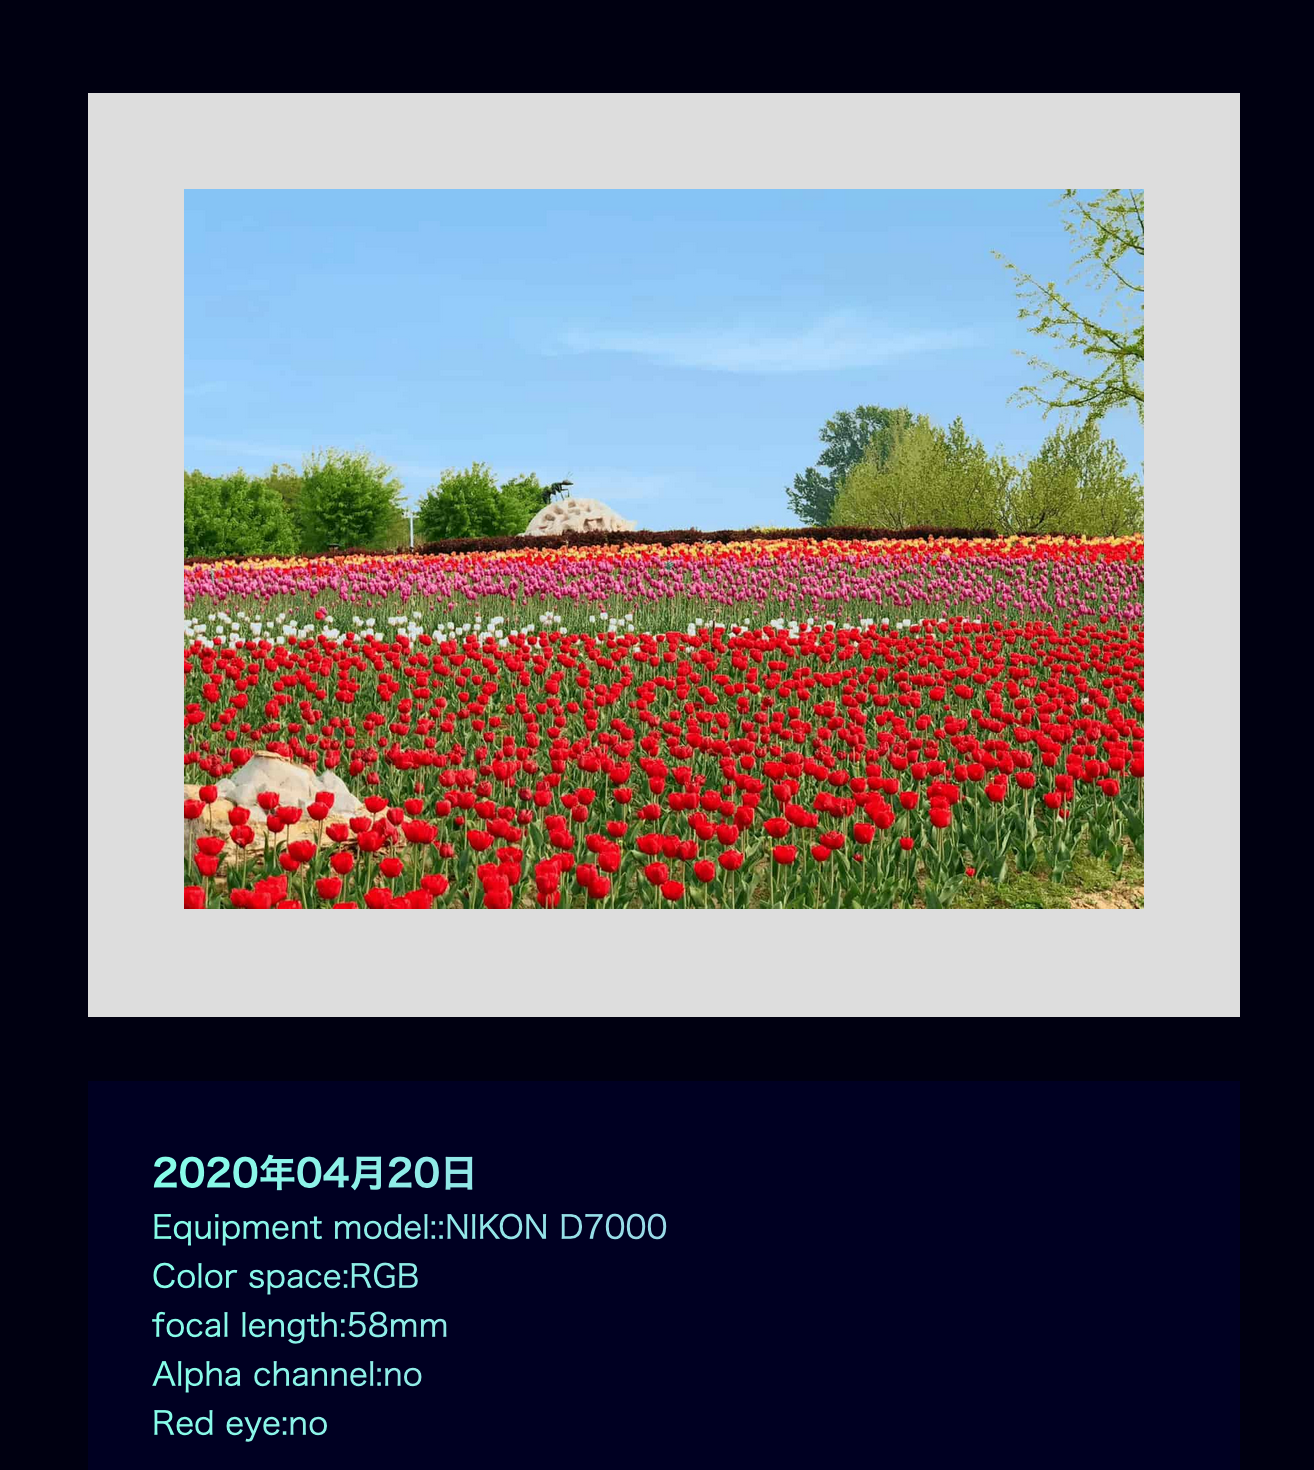 2020年04月20日
Equipment model::NIKON D7000
Color space:RGB
focal length:58mm
Alpha channel:no
Red eye:no